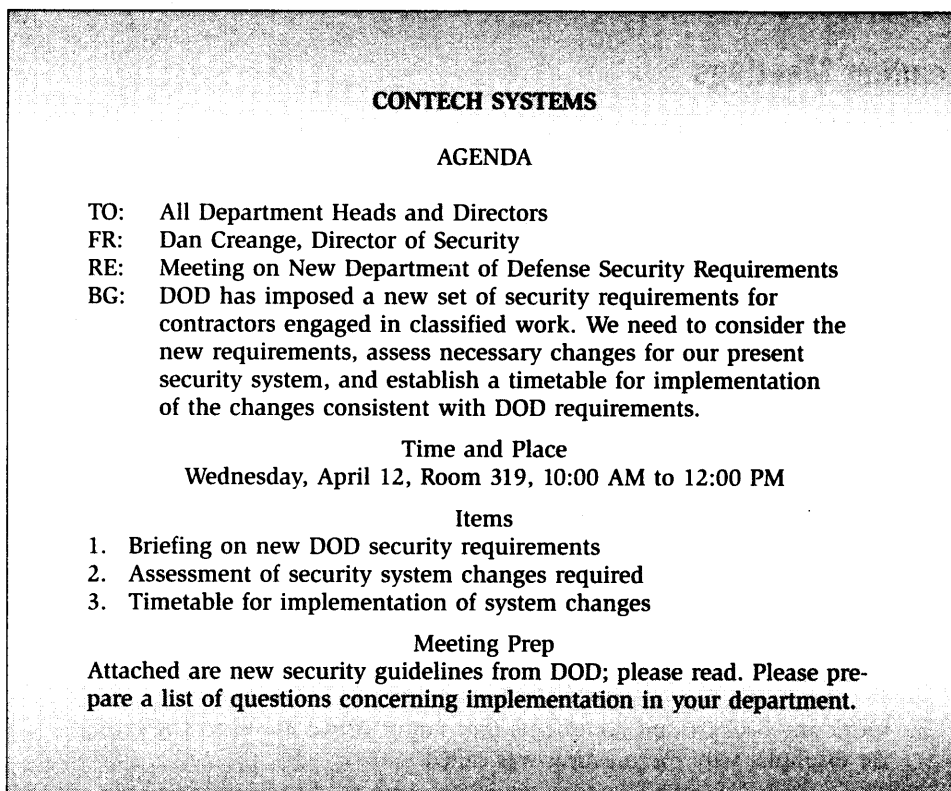 CONTECH SYSTEMS
AGENDA
TO: All Department Heads and Directors
FR: Dan Creange, Director of Security
RE: Meeting on New Department of Defense Security Requirements
BG: DOD has imposed a new set of security requirements for
contractors engaged in classified work. We need to consider the
new requirements, assess necessary changes for our present
security system, and establish a timetable for implementation
of the changes consistent with DOD requirements.
Time and Place
Wednesday, April 12, Room 319, 10:00 AM to 12:00 PM
Items
1. Briefing on new DOD security requirements
2. Assessment of security system changes required
3. Timetable for implementation of system changes
Meeting Prep
Attached are new security guidelines from DOD; please read. Please pre-
pare a list of questions concerning implementation in your department.